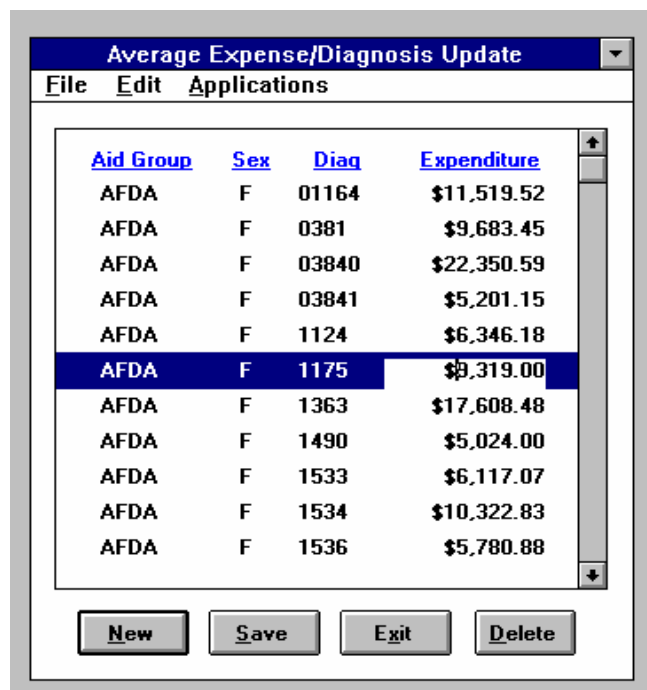 Average Expense/Diagnosis Update
File Edit Applications
Aid Group Sex Diag Expenditure
AFDA F 01164 $11,519.52
AFDA F 0381 $9,683.45
AFDA F 03840 $22,350.59
AFDA F 03841 $5,201.15
AFDA F 1124 $6,346.18
AFDA F 1175 $9,319.00
AFDA F 1363 $17,608.48
AFDA F 1490 $5,024.00
AFDA F 1533 $6,117.07
AFDA F 1534 $10,322.83
AFDA F 1536 $5,780.88
New Save Exit Delete